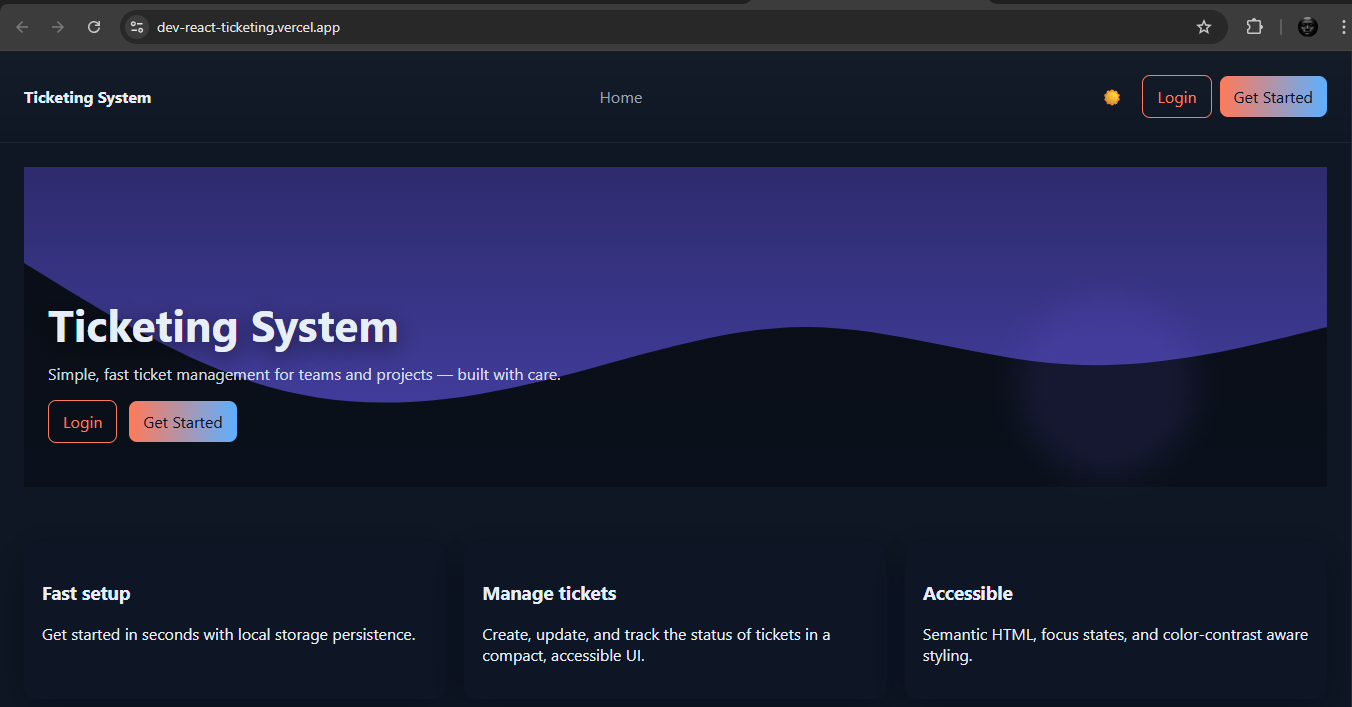 dev-react-ticketing.vercel.app
Ticketing System
Home
Login
Get Started
Ticketing System
Simple, fast ticket management for teams and projects — built with care.
Login
Get Started
Fast setup
Get started in seconds with local storage persistence.
Manage tickets
Create, update, and track the status of tickets in a
compact, accessible UI.
Accessible
Semantic HTML, focus states, and color-contrast aware
styling.